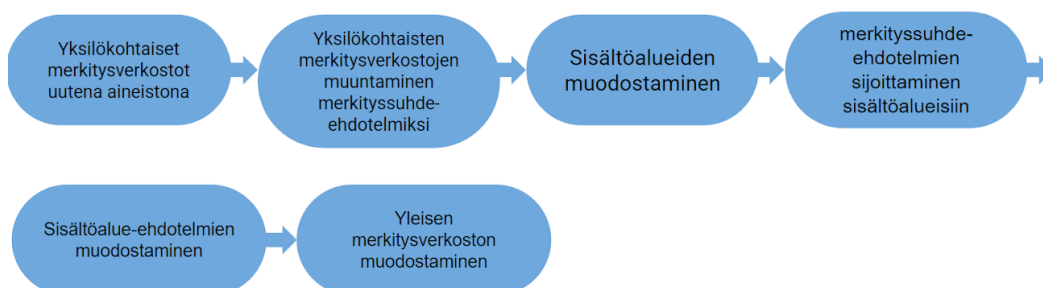 Yksilökohtaiset
merkitysverkostot
uutena aineistona
Yksilökohtaisten
merkitysverkostojen
muuntaminen
merkityssuhde-
ehdotelmiksi
Sisältöalueiden
muodostaminen
merkityssuhde-
ehdotelmien
sijoittaminen
sisältöalueisiin
Sisältöalue-ehdotelmien
muodostaminen
Yleisen
merkitysverkoston
muodostaminen